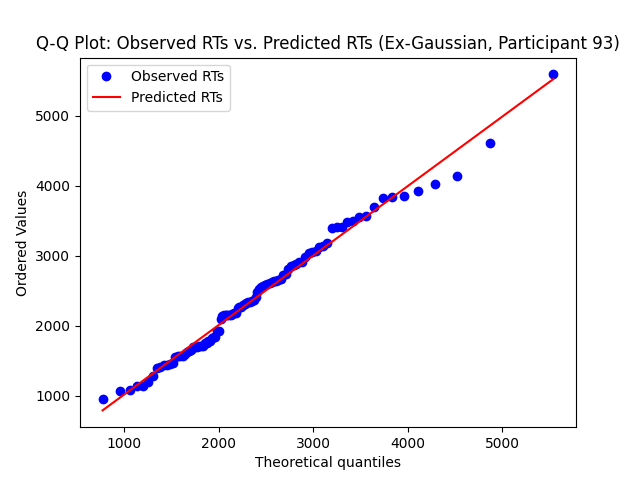 Q-Q Plot: Observed RTs vs. Predicted RTs (Ex-Gaussian, Participant 93)
Observed RTs
Predicted RTs
Ordered Values
5000
4000
3000
2000
1000
1000 2000 3000 4000 5000
Theoretical quantiles